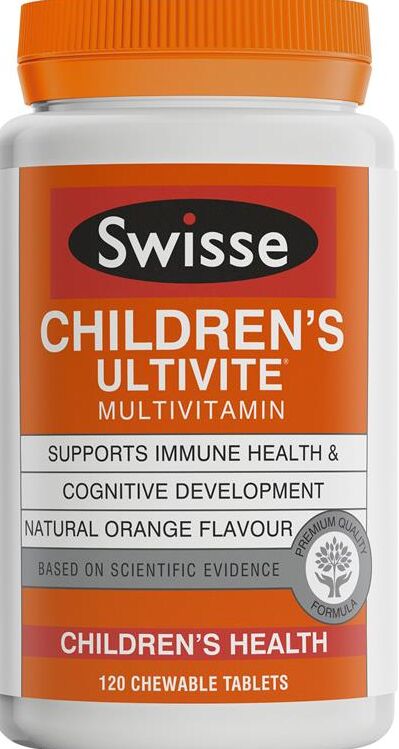 Swisse
CHILDREN'S
ULTIVITE®
MULTIVITAMIN
SUPPORTS IMMUNE HEALTH &
COGNITIVE DEVELOPMENT
NATURAL ORANGE FLAVOUR
BASED ON SCIENTIFIC EVIDENCE
PREMIUM QUALITY
FORMULA
CHILDREN'S HEALTH
120 CHEWABLE TABLETS